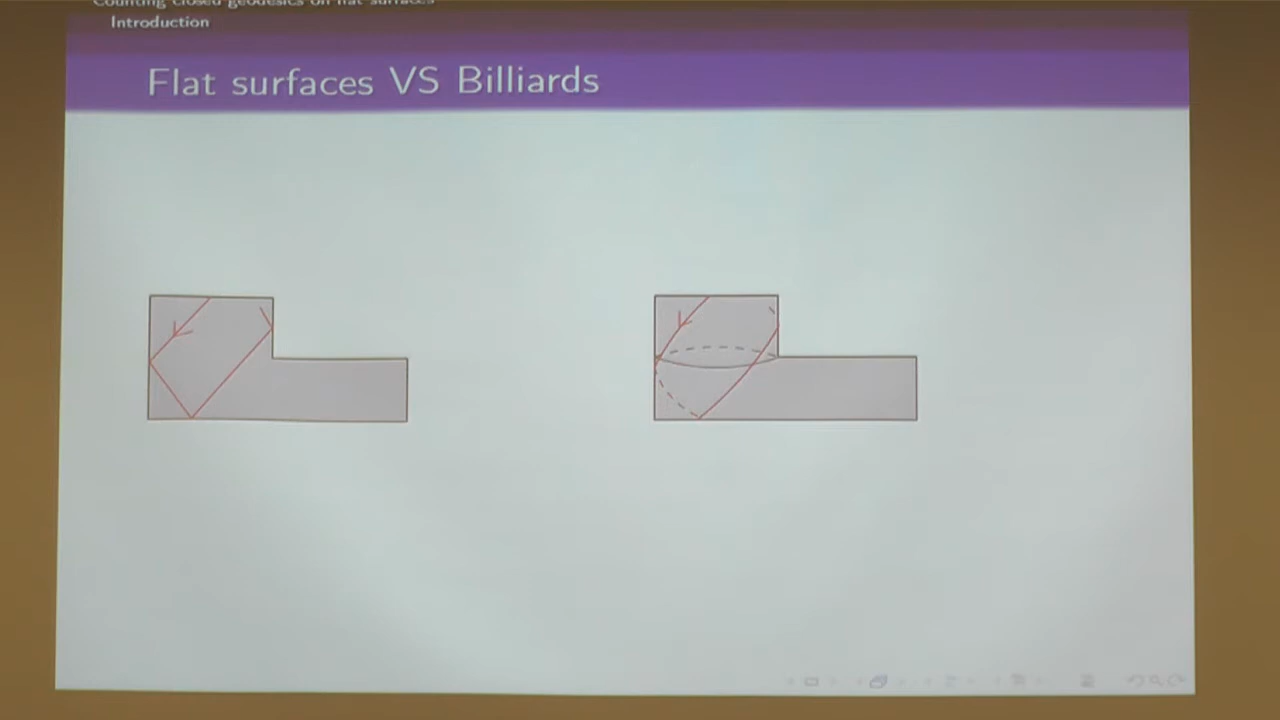 Counting closed geodesics on flat surfaces
Introduction
Flat surfaces VS Billiards